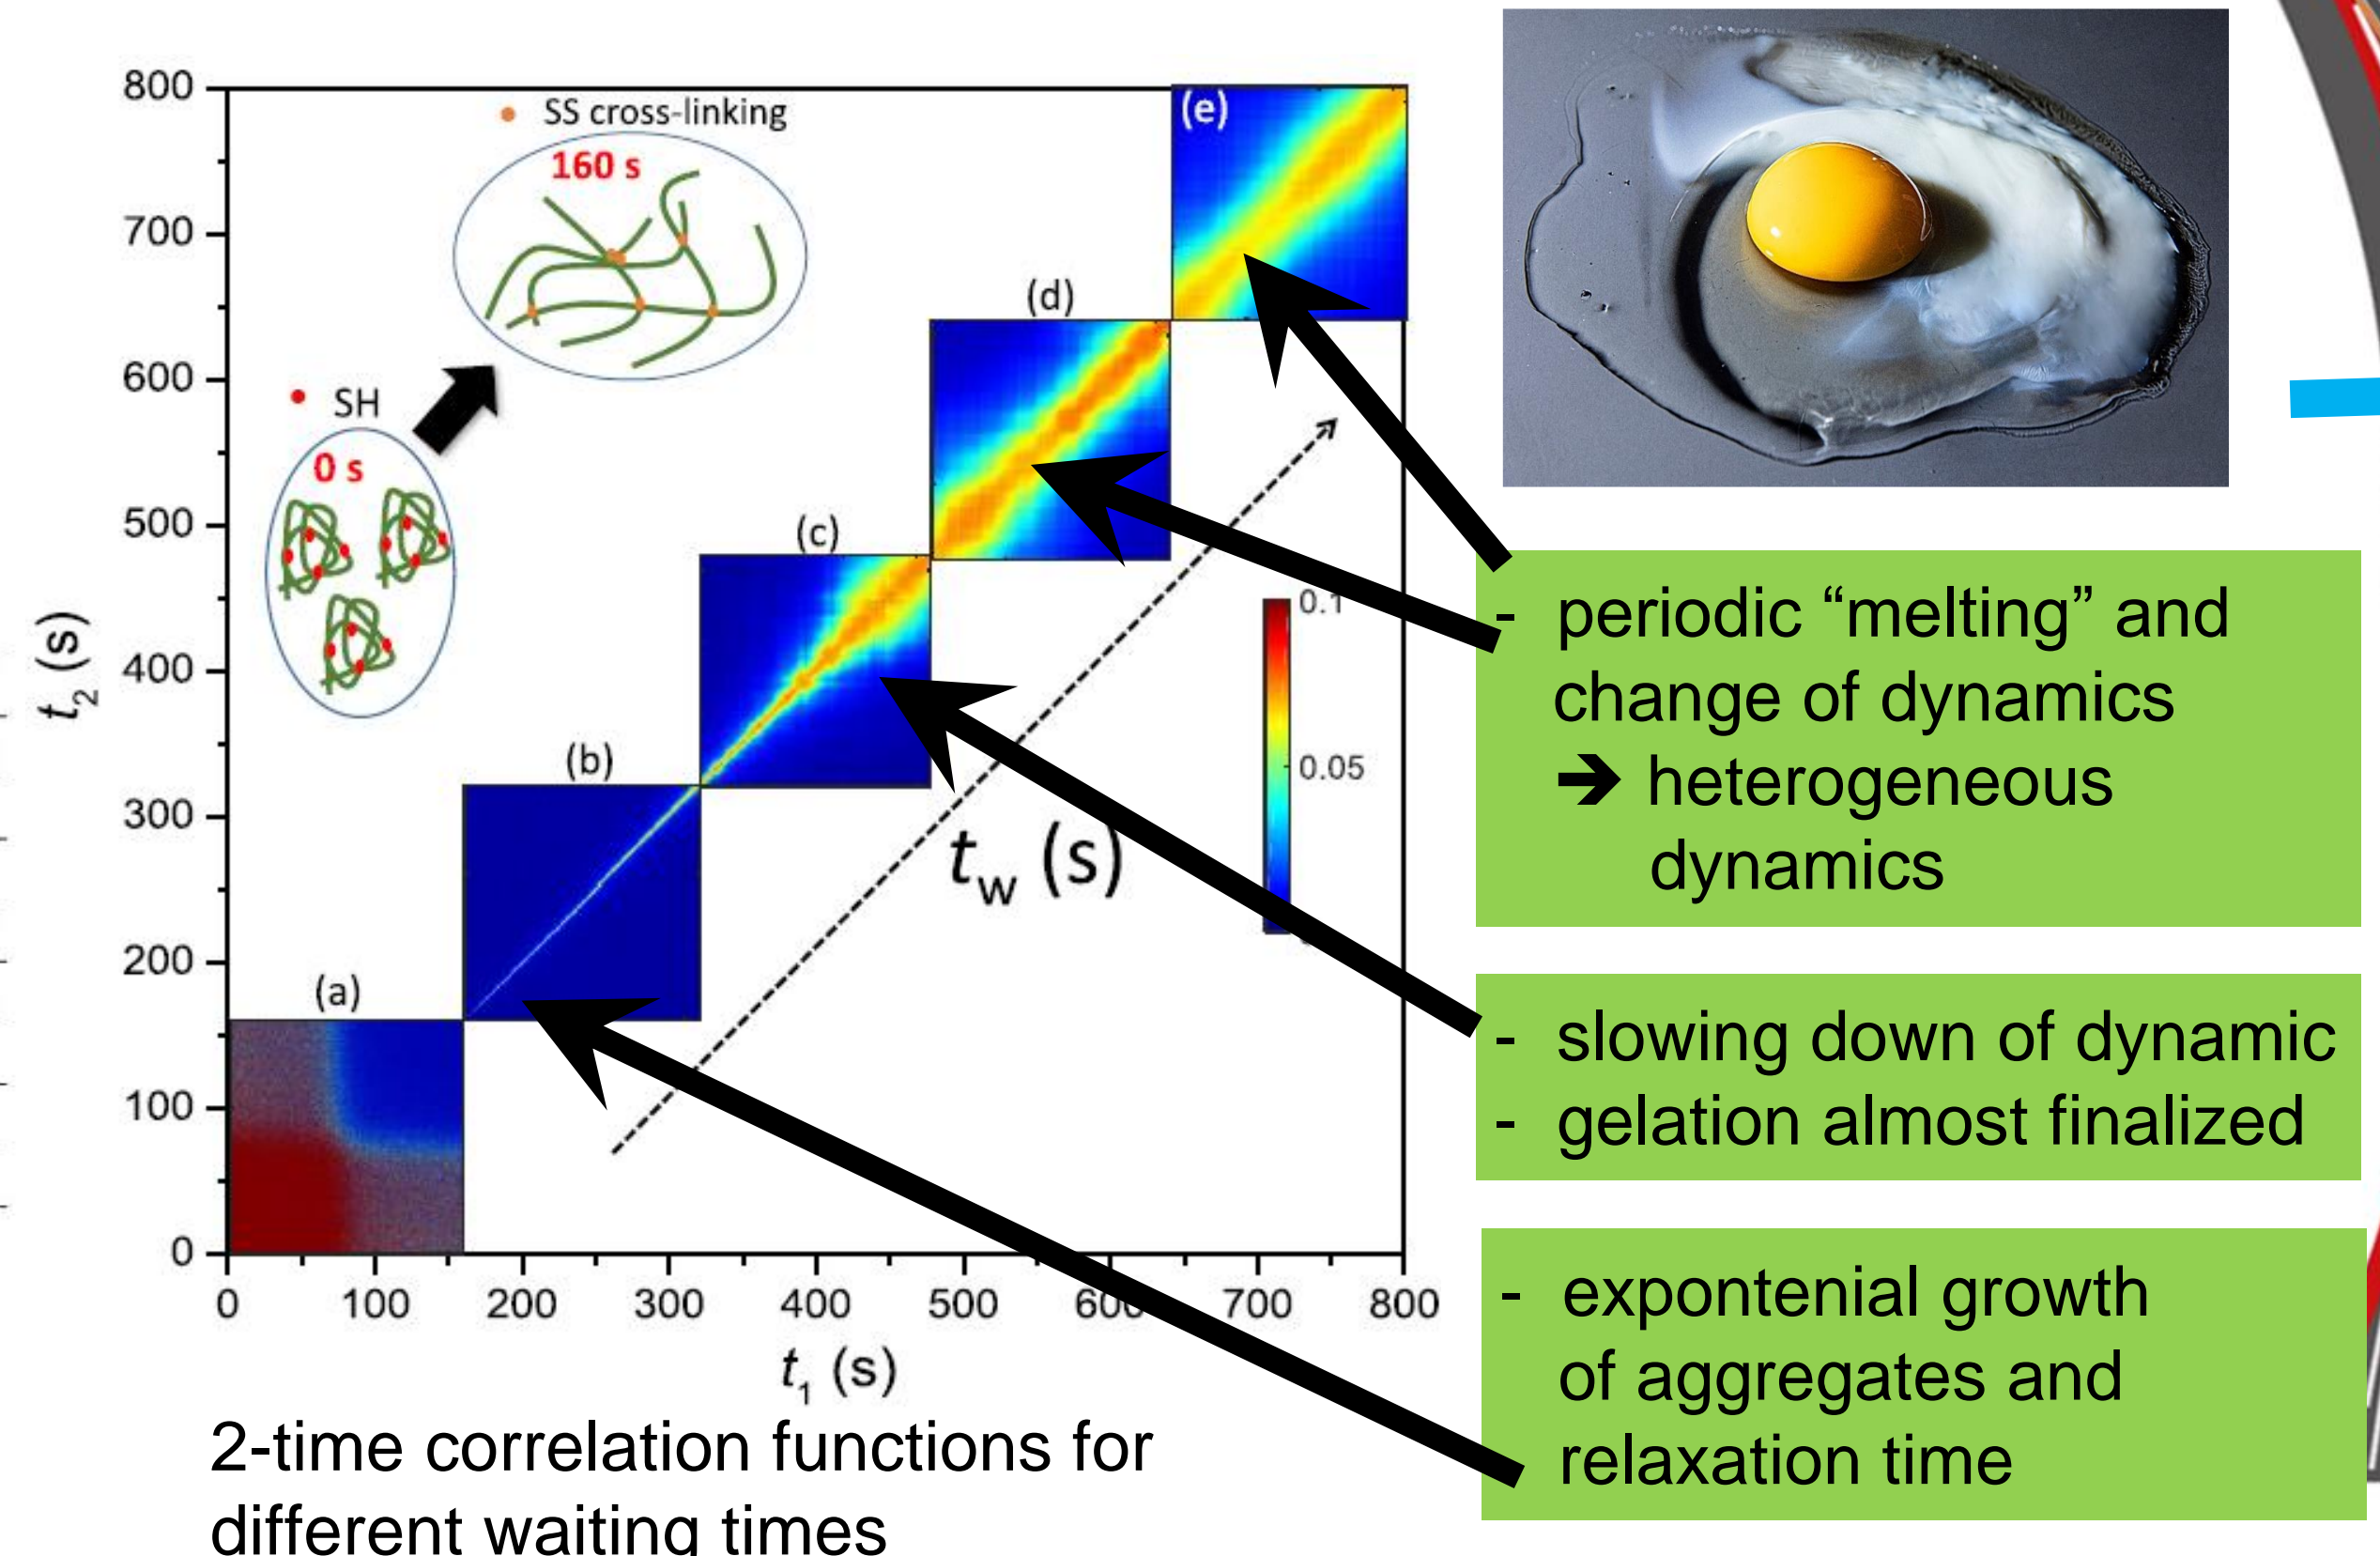 800
700
600
500
400
300
200
100
0
t₂ (s)
SS cross-linking
160 s
SH
0 s
(a)
(b)
(c)
(d)
(e)
t_w (s)
0.1
0.05
0
100
200
300
400
500
600
700
800
t₁ (s)
2-time correlation functions for
different waiting times
- periodic “melting” and
change of dynamics
➔ heterogeneous
dynamics
- slowing down of dynamic
- gelation almost finalized
- expontenial growth
of aggregates and
relaxation time